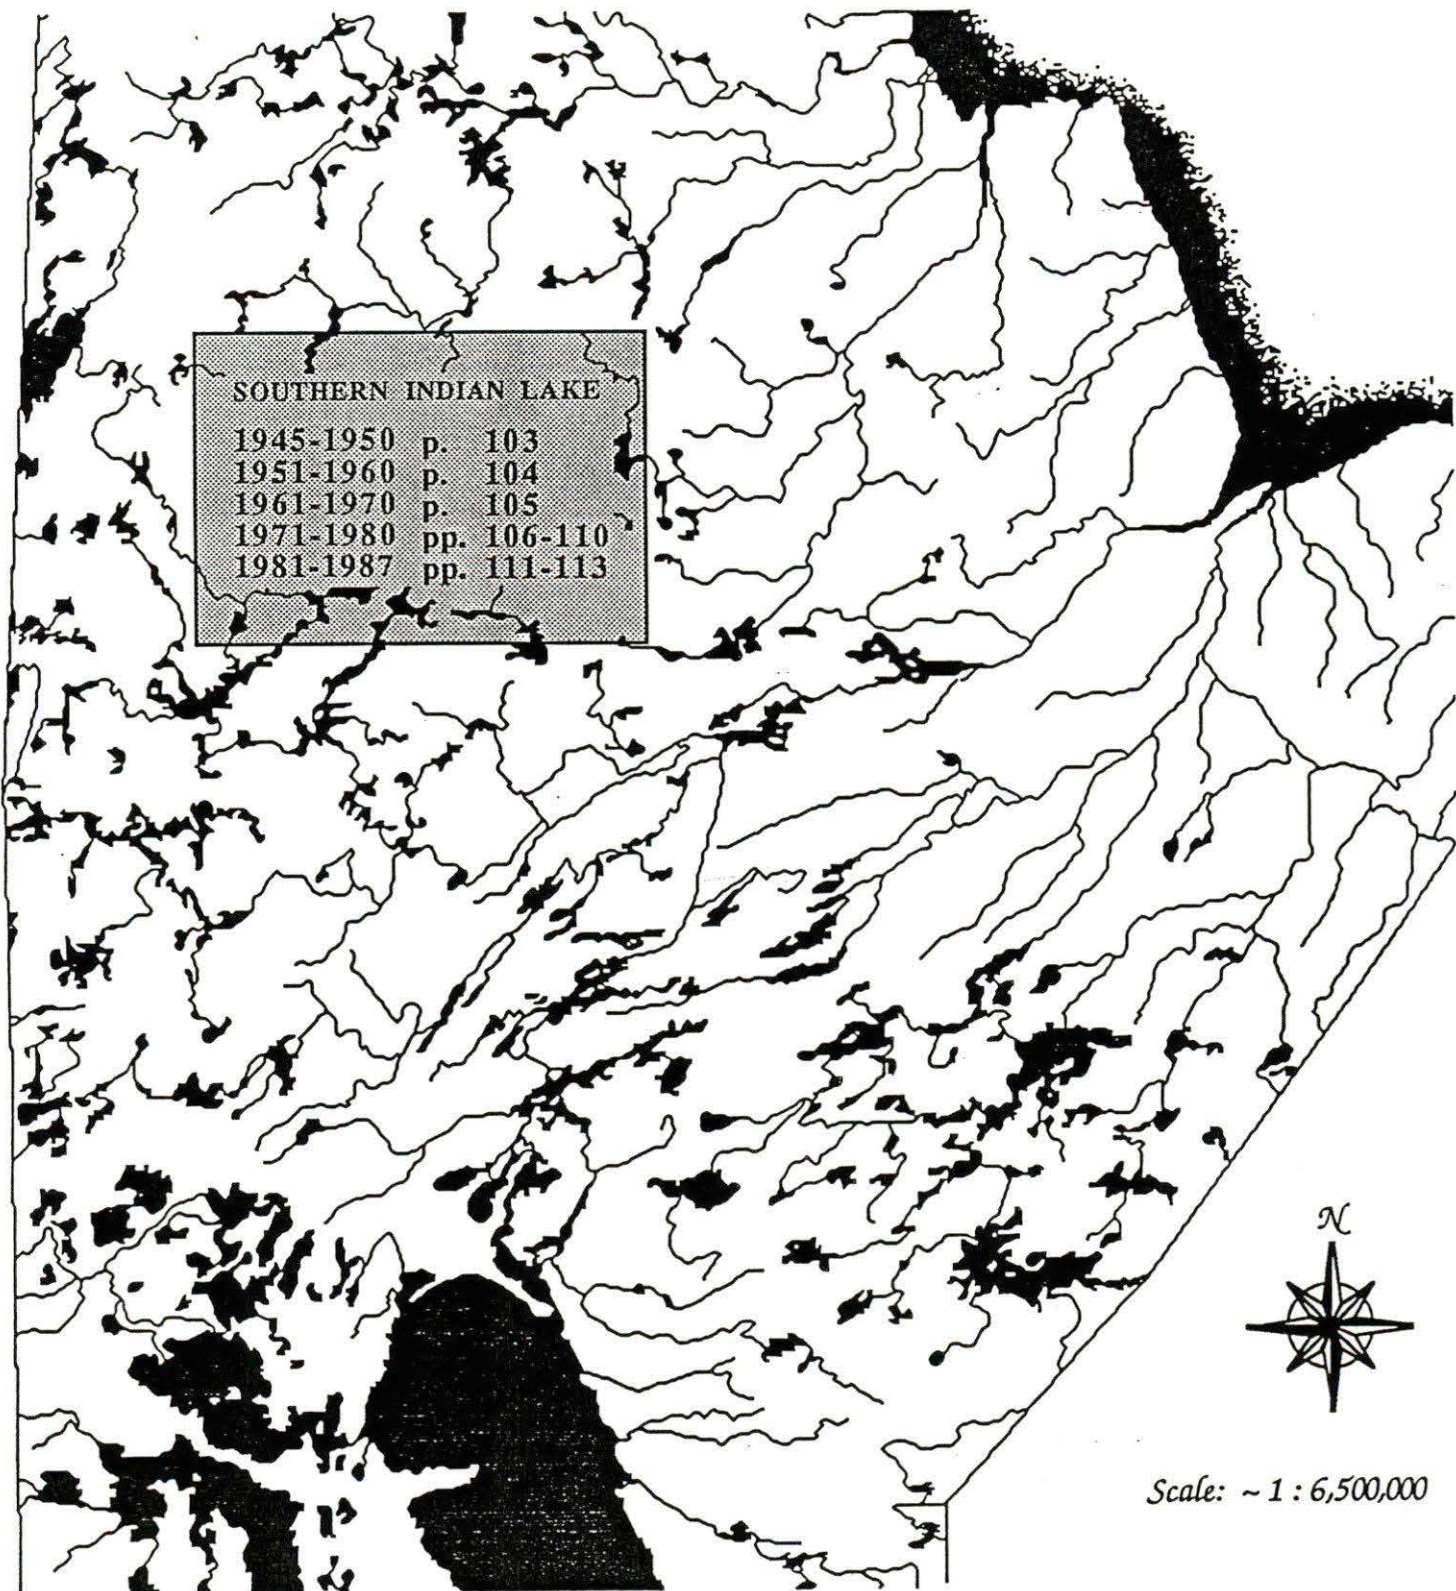 SOUTHERN INDIAN LAKE
1945-1950 p. 103
1951-1960 p. 104
1961-1970 p. 105
1971-1980 pp. 106-110
1981-1987 pp. 111-113
N
Scale: ~ 1 : 6,500,000